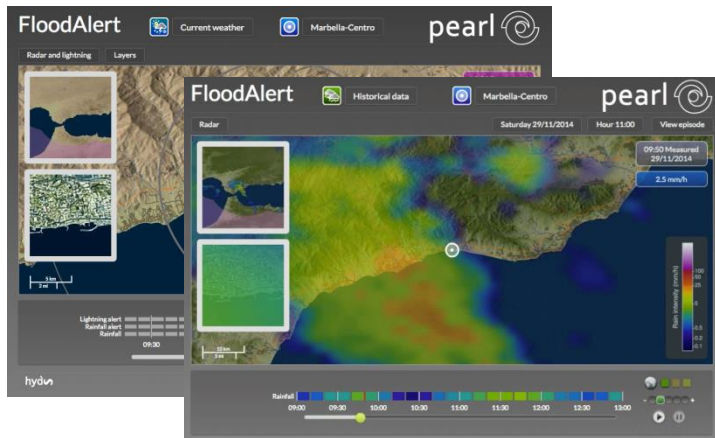 FloodAlert
Current weather
Marbella-Centro
pearl
Radar and lightning
Layers
5 km
2 mi
Lightning alert
Rainfall alert
Rainfall
09:30
hyds
FloodAlert
Historical data
Marbella-Centro
pearl
Radar
Saturday 29/11/2014
Hour 11:00
View episode
09:50 Measured
29/11/2014
2.5 mm/h
Rain intensity (mm/h)
100
50
25
5
1
0.2
0.1
10 km
5 mi
Rainfall
09:00 09:30 10:00 10:30 11:00 11:30 12:00 12:30 13:00
- +